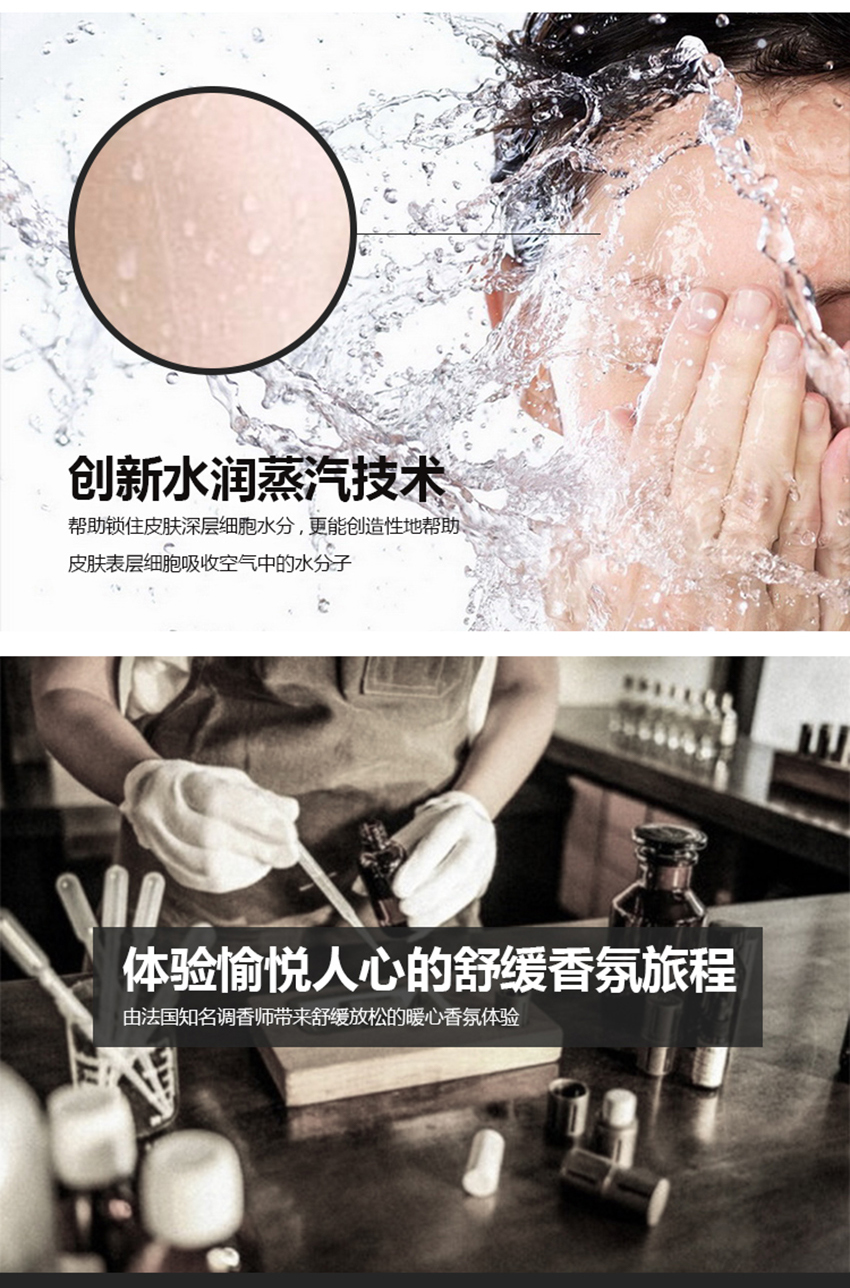 创新水润蒸汽技术
帮助锁住皮肤深层细胞水分,更能创造性地帮助
皮肤表层细胞吸收空气中的水分子
体验愉悦人心的舒缓香氛旅程
由法国知名调香师带来舒缓放松的暖心香氛体验